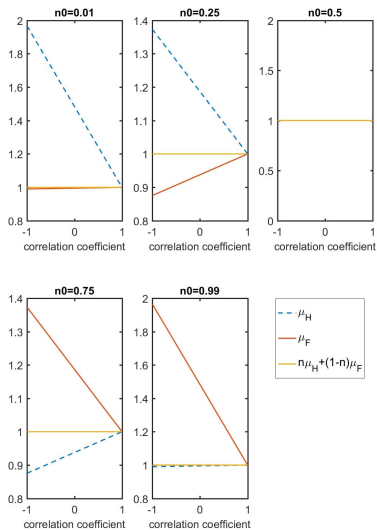 n0=0.01
2
1.8
1.6
1.4
1.2
1
0.8
-1 0 1
correlation coefficient
n0=0.25
1.4
1.3
1.2
1.1
1
0.9
0.8
-1 0 1
correlation coefficient
n0=0.5
2
1.5
1
0.5
0
-1 0 1
correlation coefficient
n0=0.75
1.4
1.3
1.2
1.1
1
0.9
0.8
-1 0 1
correlation coefficient
n0=0.99
2
1.8
1.6
1.4
1.2
1
0.8
-1 0 1
correlation coefficient
μH
μF
nμH+(1-n)μF